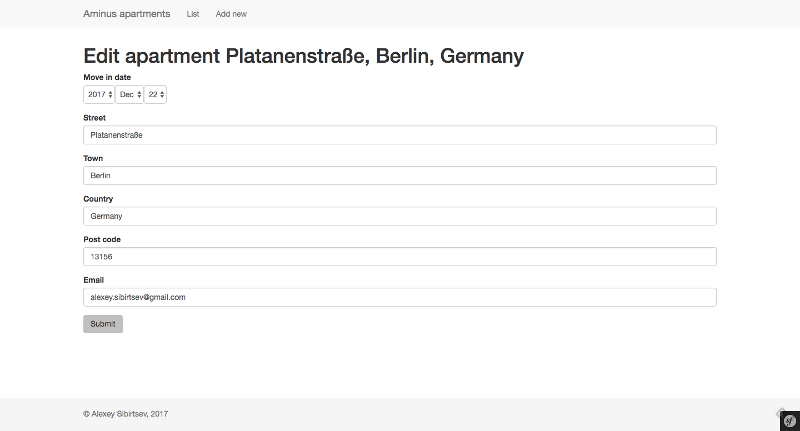 Aminus apartments List Add new
Edit apartment Platanenstraße, Berlin, Germany
Move in date
2017 Dec 22
Street
Platanenstraße
Town
Berlin
Country
Germany
Post code
13156
Email
alexey.sibirtsev@gmail.com
Submit
© Alexey Sibirtsev, 2017
sf